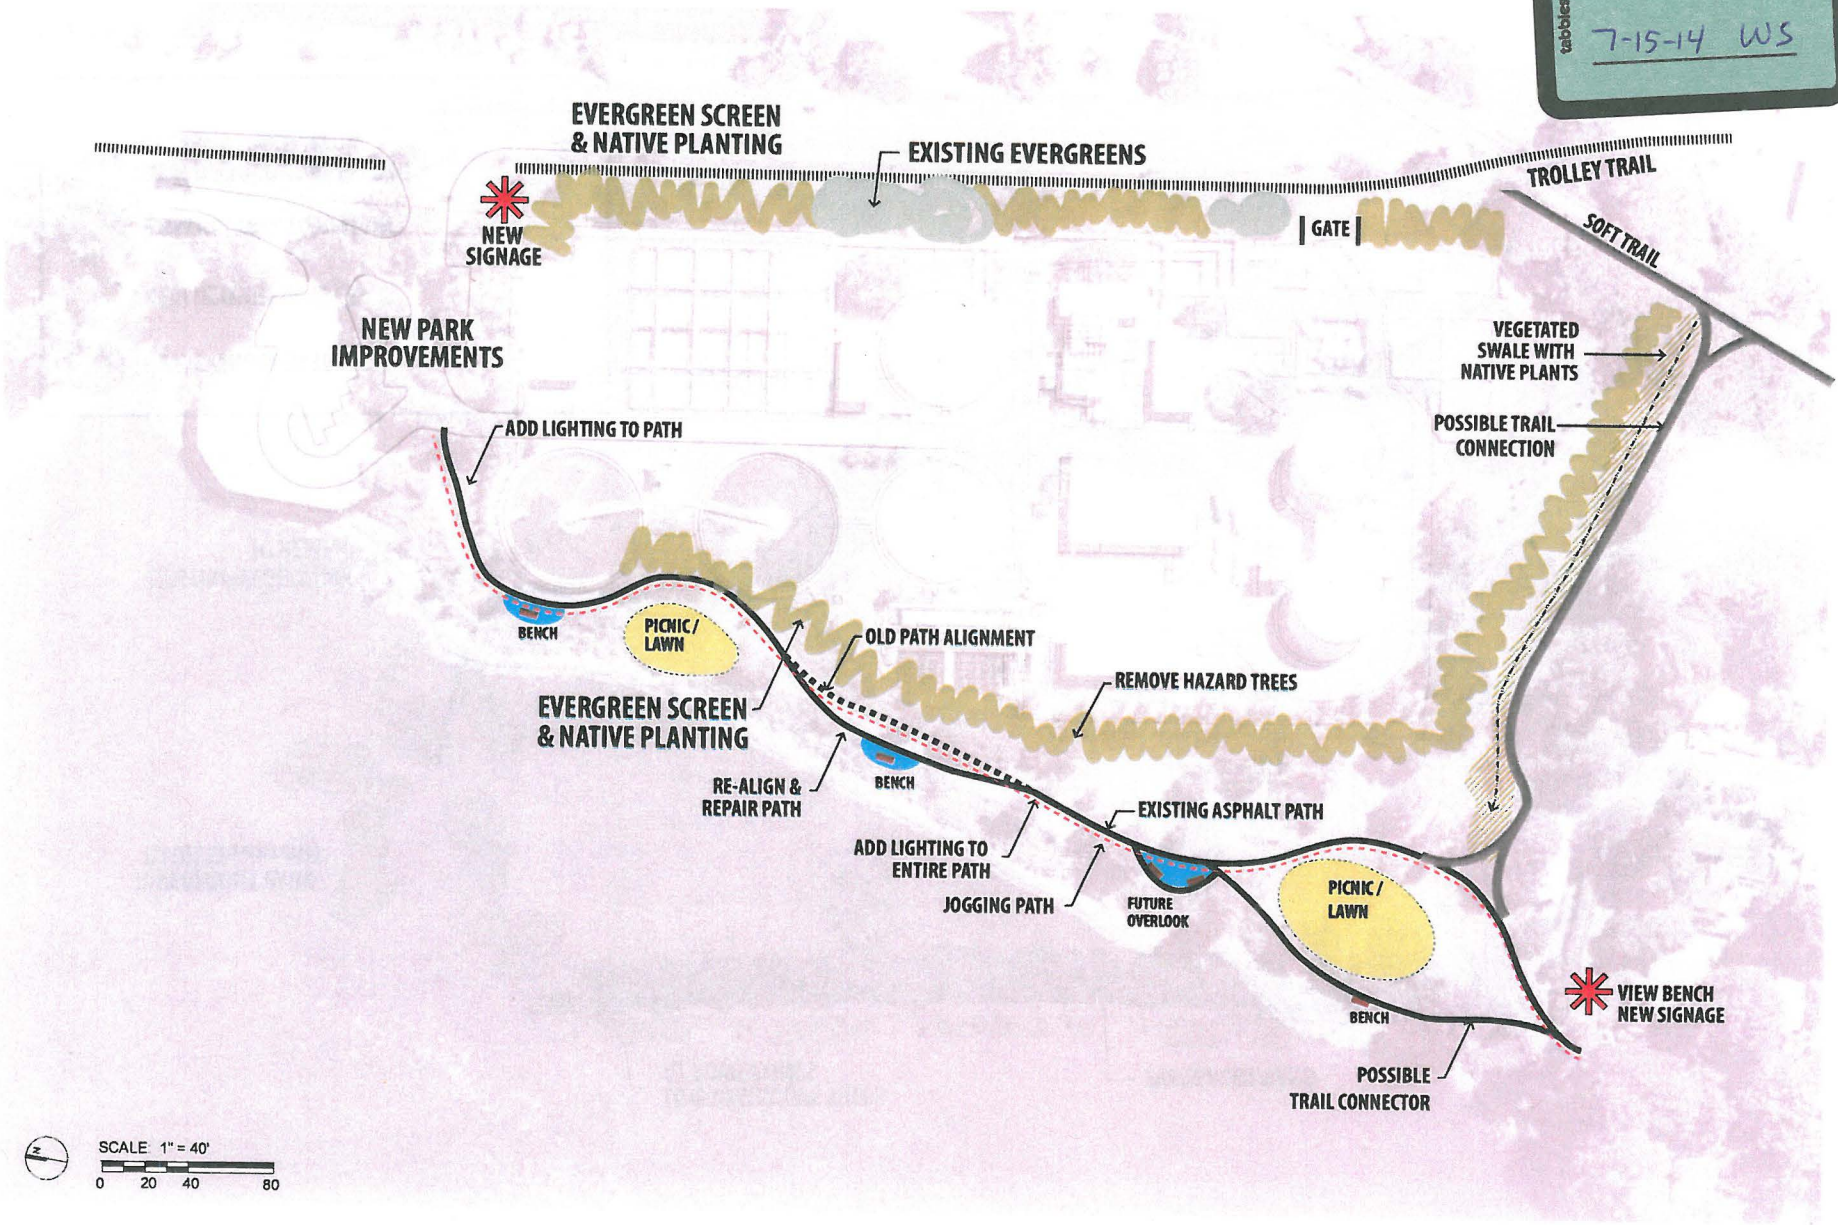 tabbies
7-15-14 WS
EVERGREEN SCREEN
& NATIVE PLANTING
EXISTING EVERGREENS
TROLLEY TRAIL
SOFT TRAIL
NEW
SIGNAGE
GATE
NEW PARK
IMPROVEMENTS
VEGETATED
SWALE WITH
NATIVE PLANTS
ADD LIGHTING TO PATH
POSSIBLE TRAIL
CONNECTION
BENCH
PICNIC/
LAWN
OLD PATH ALIGNMENT
REMOVE HAZARD TREES
EVERGREEN SCREEN
& NATIVE PLANTING
RE-ALIGN &
REPAIR PATH
BENCH
EXISTING ASPHALT PATH
ADD LIGHTING TO
ENTIRE PATH
JOGGING PATH
FUTURE
OVERLOOK
PICNIC/
LAWN
VIEW BENCH
NEW SIGNAGE
BENCH
POSSIBLE
TRAIL CONNECTOR
N
SCALE: 1" = 40'
0 20 40 80